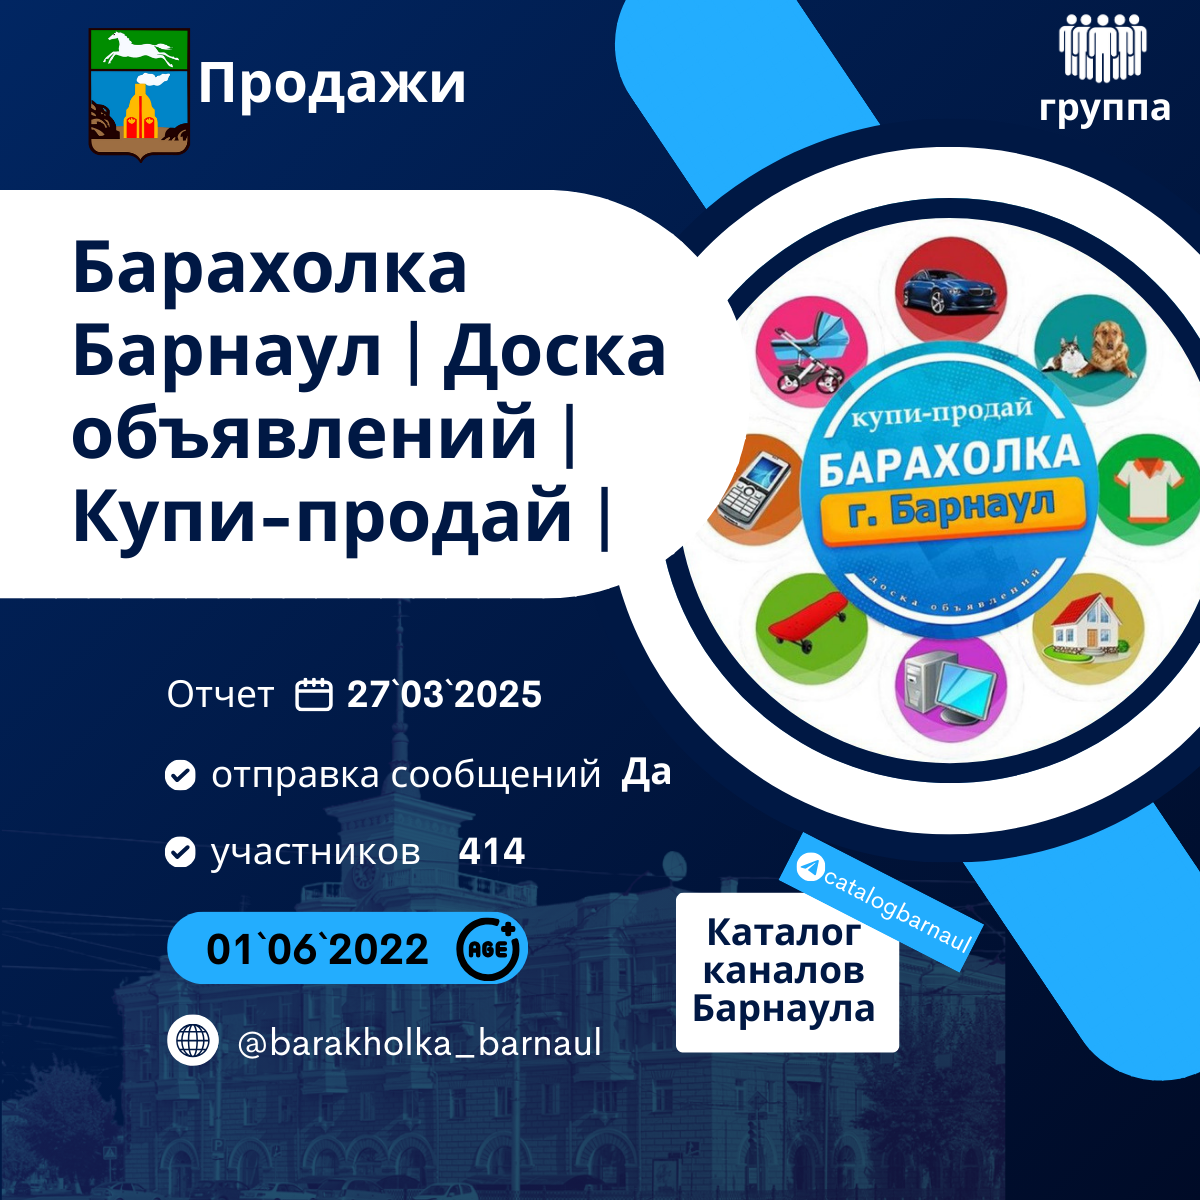 Продажи
группа
Барахолка
Барнаул | Доска
объявлений |
Купи-продай |
купи-продай
БАРАХОЛКА
г. Барнаул
доска объявлений
Отчет 27`03`2025
отправка сообщений Да
участников 414
01`06`2022 AGE+
@barakholka_barnaul
catalogbarnaul
Каталог
каналов
Барнаула